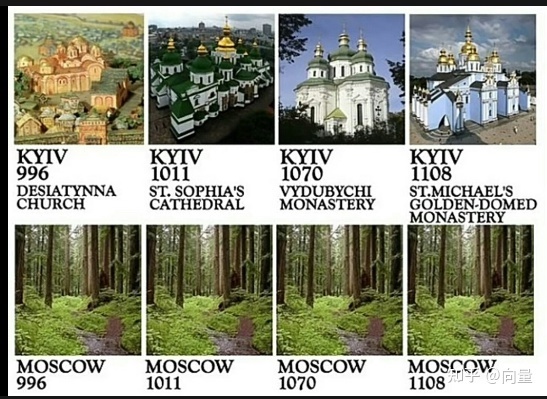 KYIV
996
DESIATYNNA
CHURCH
KYIV
1011
ST. SOPHIA'S
CATHEDRAL
KYIV
1070
VYDUBYCHI
MONASTERY
KYIV
1108
ST.MICHAEL'S
GOLDEN-DOMED
MONASTERY
MOSCOW
996
MOSCOW
1011
MOSCOW
1070
MOSCOW
1108
知乎 @向量